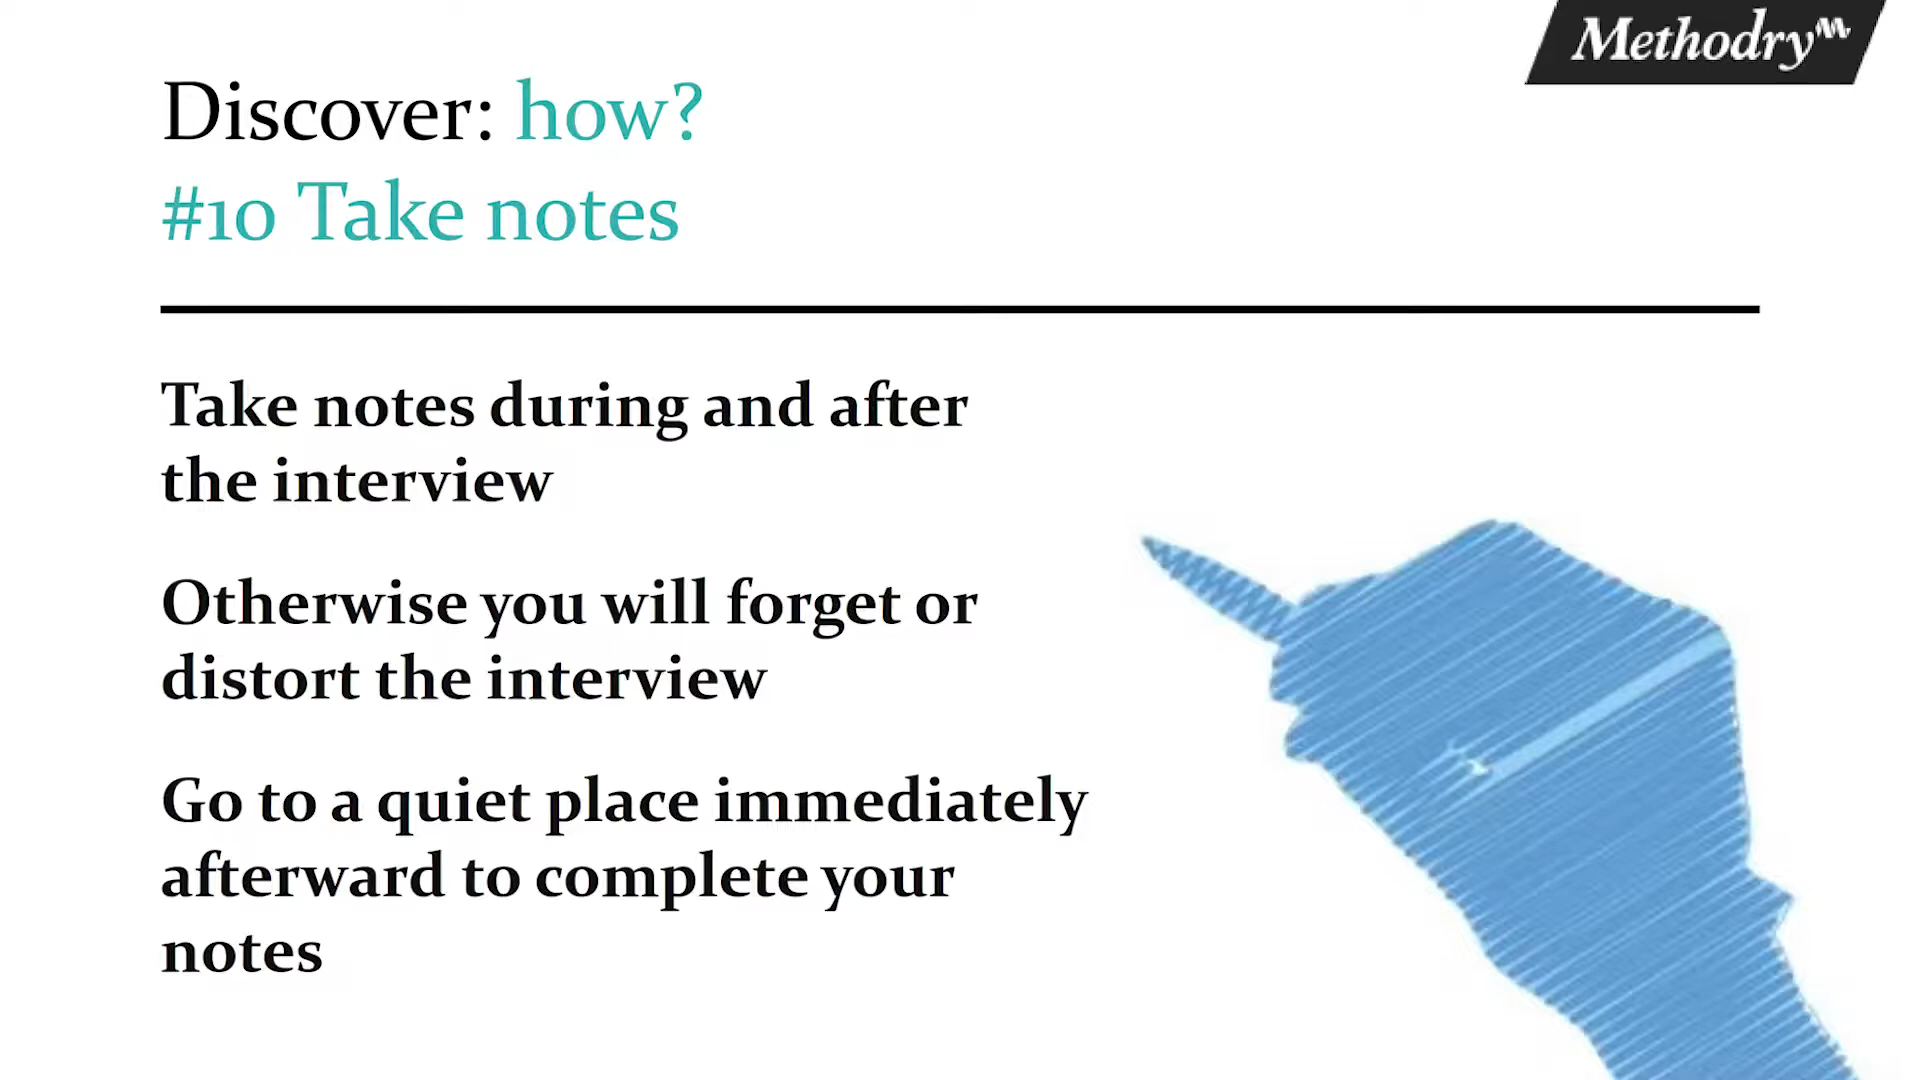 Methodry
Discover: how?
#10 Take notes
Take notes during and after
the interview
Otherwise you will forget or
distort the interview
Go to a quiet place immediately
afterward to complete your
notes